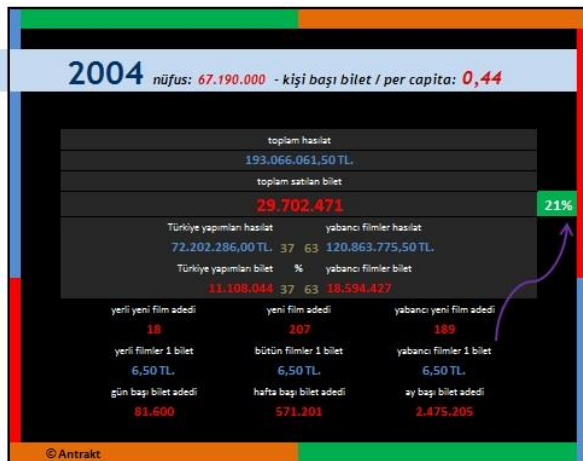 2004 nüfus: 67.190.000 - kişi başı bilet / per capita: 0,44
toplam hasılat
193.066.061,50 TL.
toplam satılan bilet
29.702.471
21%
Türkiye yapımları hasılat yabancı filmler hasılat
72.202.286,00 TL. 37 63 120.863.775,50 TL.
Türkiye yapımları bilet % yabancı filmler bilet
11.108.044 37 63 18.594.427
yerli yeni film adedi yeni film adedi yabancı yeni film adedi
18 207 189
yerli filmler 1 bilet bütün filmler 1 bilet yabancı filmler 1 bilet
6,50 TL. 6,50 TL. 6,50 TL.
gün başı bilet adedi hafta başı bilet adedi ay başı bilet adedi
81.600 571.201 2.475.205
© Antrakt